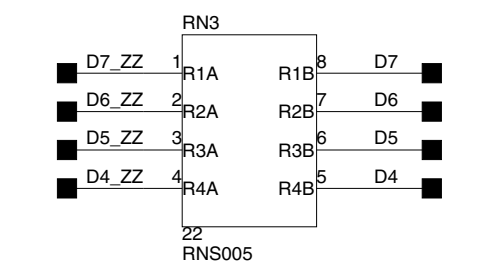 RN3
D7_ZZ 1 R1A R1B 8 D7
D6_ZZ 2 R2A R2B 7 D6
D5_ZZ 3 R3A R3B 6 D5
D4_ZZ 4 R4A R4B 5 D4
22
RNS005